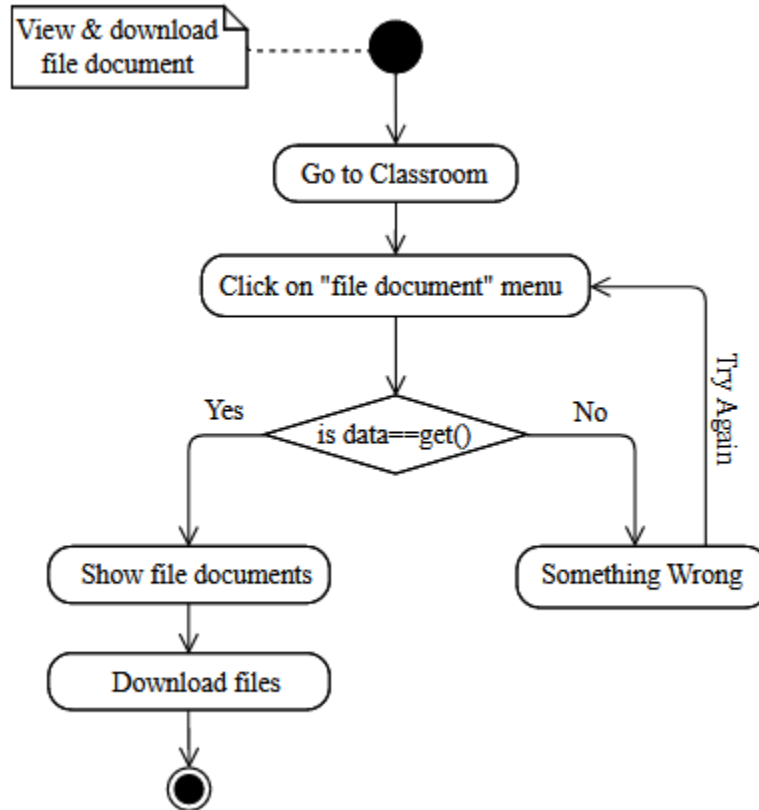 View & download
file document
Go to Classroom
Click on "file document" menu
Yes
is data==get()
No
Try Again
Show file documents
Something Wrong
Download files